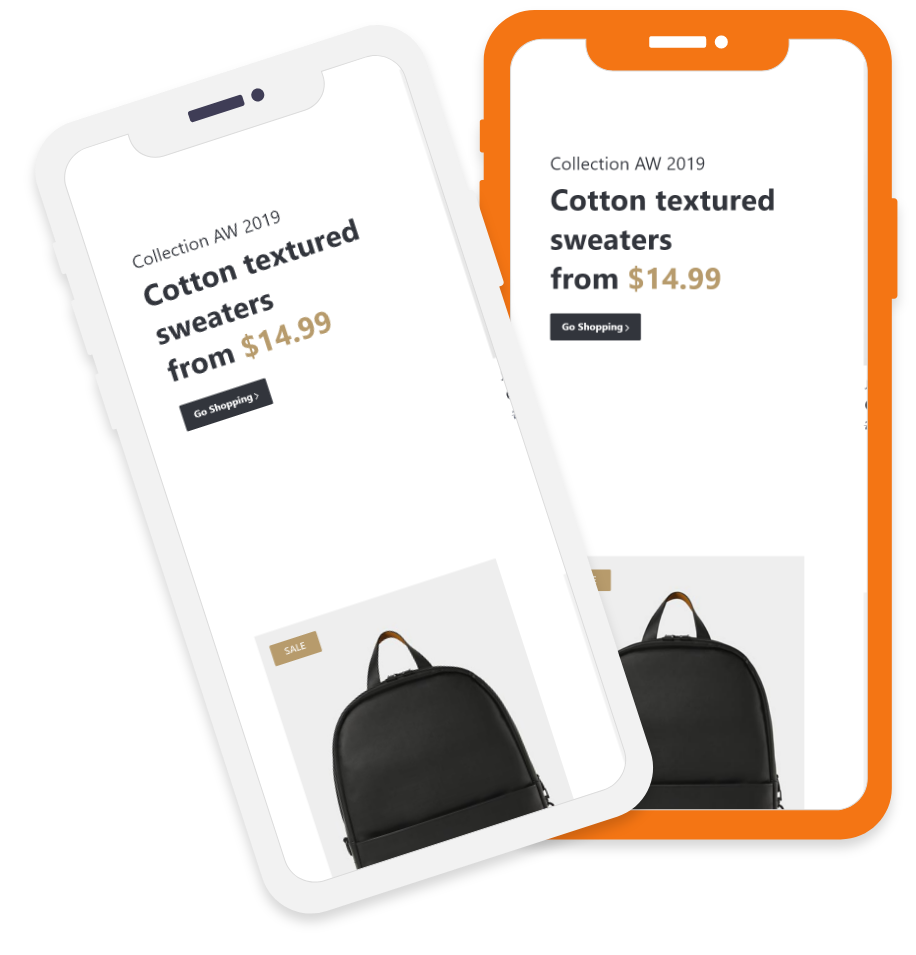 Collection AW 2019
Cotton textured
sweaters
from $14.99
Go Shopping >
SALE
Collection AW 2019
Cotton textured
sweaters
from $14.99
Go Shopping >
E